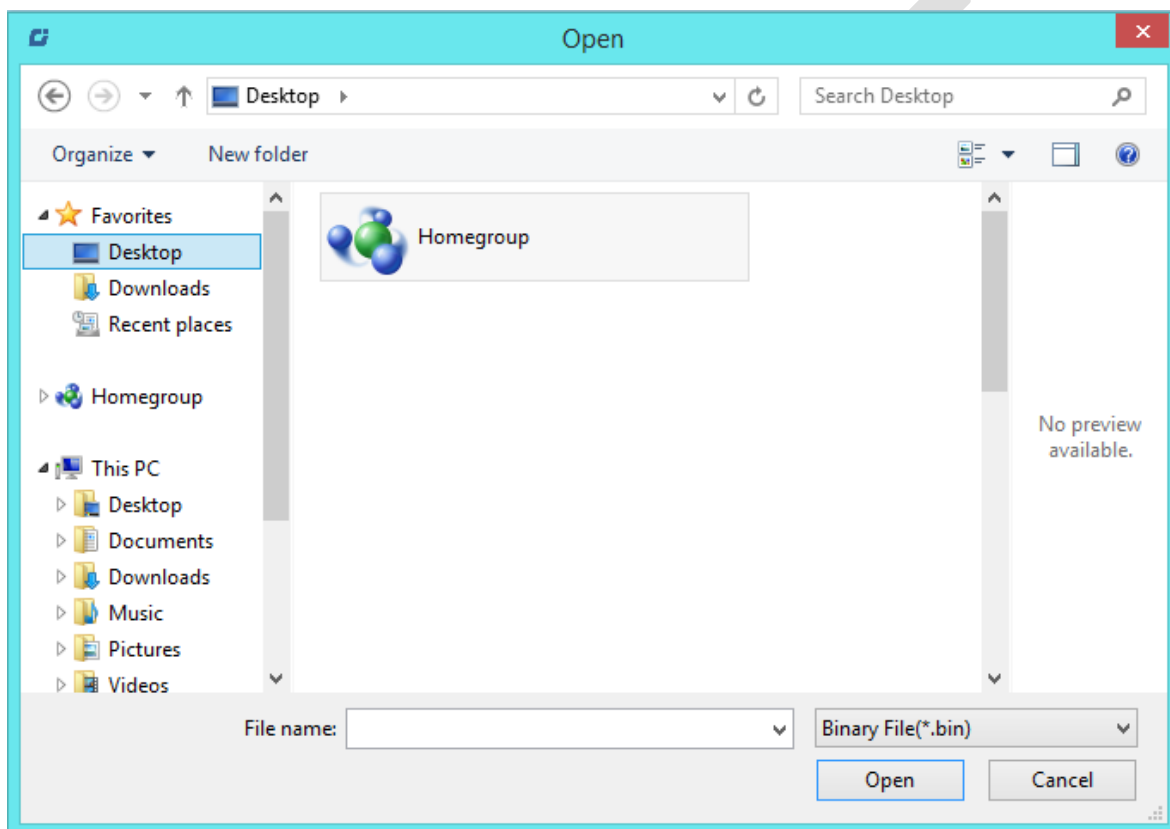 Open
Desktop
Search Desktop
Organize
New folder
Favorites
Desktop
Downloads
Recent places
Homegroup
This PC
Desktop
Documents
Downloads
Music
Pictures
Videos
Homegroup
No preview
available.
File name:
Binary File(*.bin)
Open
Cancel